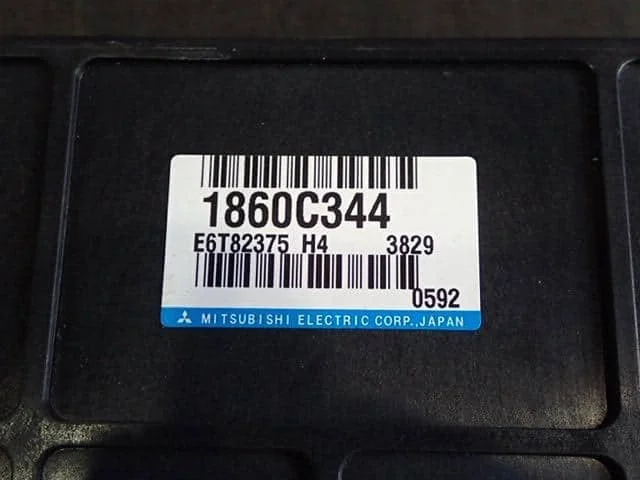 1860C344
E6T82375 H4 3829
0592
MITSUBISHI ELECTRIC CORP.,JAPAN